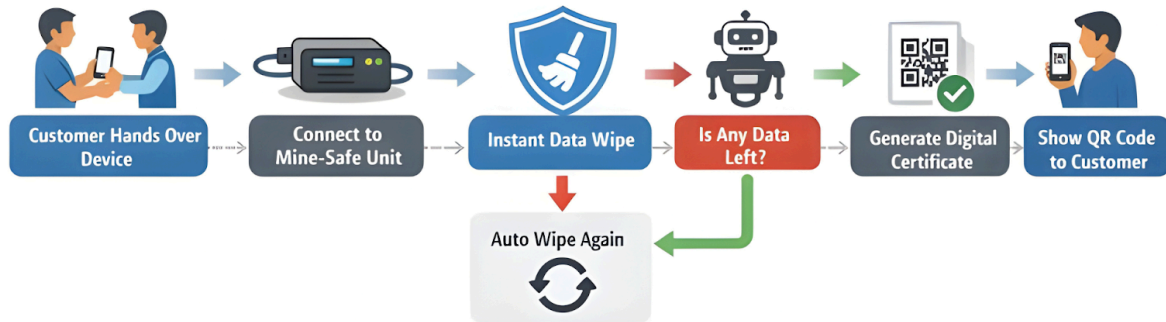 Customer Hands Over
Device
Connect to
Mine-Safe Unit
Instant Data Wipe
Is Any Data
Left?
Generate Digital
Certificate
Show QR Code
to Customer
Auto Wipe Again